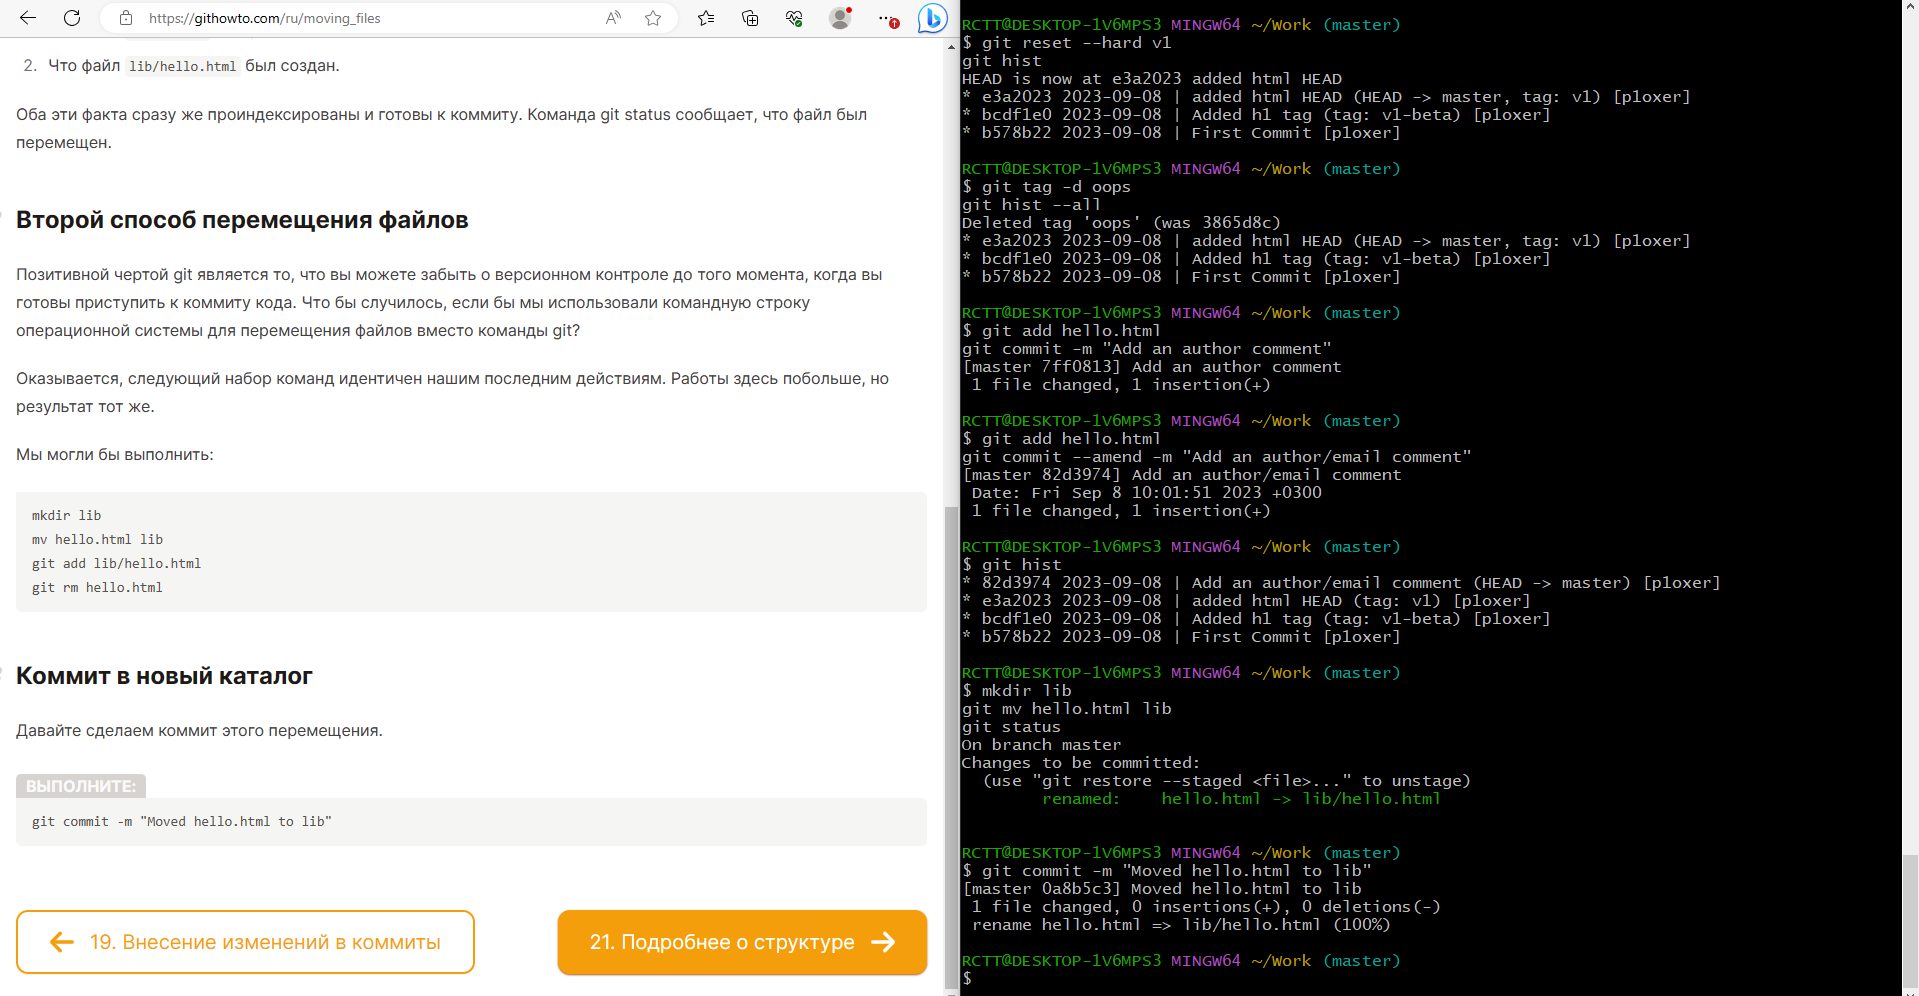 https://githowto.com/ru/moving_files
2. Что файл lib/hello.html был создан.
Оба эти факта сразу же проиндексированы и готовы к коммиту. Команда git status сообщает, что файл был
перемещен.
Второй способ перемещения файлов
Позитивной чертой git является то, что вы можете забыть о версионном контроле до того момента, когда вы
готовы приступить к коммиту кода. Что бы случилось, если бы мы использовали командную строку
операционной системы для перемещения файлов вместо команды git?
Оказывается, следующий набор команд идентичен нашим последним действиям. Работы здесь побольше, но
результат тот же.
Мы могли бы выполнить:
mkdir lib
mv hello.html lib
git add lib/hello.html
git rm hello.html
Коммит в новый каталог
Давайте сделаем коммит этого перемещения.
ВЫПОЛНИТЕ:
git commit -m "Moved hello.html to lib"
← 19. Внесение изменений в коммиты
21. Подробнее о структуре →
RCTT@DESKTOP-1V6MPS3 MINGW64 ~/Work (master)
$ git reset --hard v1
git hist
HEAD is now at e3a2023 added html HEAD
* e3a2023 2023-09-08 | added html HEAD (HEAD -> master, tag: v1) [ploxer]
* bcdf1e0 2023-09-08 | Added h1 tag (tag: v1-beta) [ploxer]
* b578b22 2023-09-08 | First Commit [ploxer]
RCTT@DESKTOP-1V6MPS3 MINGW64 ~/Work (master)
$ git tag -d oops
git hist --all
Deleted tag 'oops' (was 3865d8c)
* e3a2023 2023-09-08 | added html HEAD (HEAD -> master, tag: v1) [ploxer]
* bcdf1e0 2023-09-08 | Added h1 tag (tag: v1-beta) [ploxer]
* b578b22 2023-09-08 | First Commit [ploxer]
RCTT@DESKTOP-1V6MPS3 MINGW64 ~/Work (master)
$ git add hello.html
git commit -m "Add an author comment"
[master 7ff0813] Add an author comment
1 file changed, 1 insertion(+)
RCTT@DESKTOP-1V6MPS3 MINGW64 ~/Work (master)
$ git add hello.html
git commit --amend -m "Add an author/email comment"
[master 82d3974] Add an author/email comment
Date: Fri Sep 8 10:01:51 2023 +0300
1 file changed, 1 insertion(+)
RCTT@DESKTOP-1V6MPS3 MINGW64 ~/Work (master)
$ git hist
* 82d3974 2023-09-08 | Add an author/email comment (HEAD -> master) [ploxer]
* e3a2023 2023-09-08 | added html HEAD (tag: v1) [ploxer]
* bcdf1e0 2023-09-08 | Added h1 tag (tag: v1-beta) [ploxer]
* b578b22 2023-09-08 | First Commit [ploxer]
RCTT@DESKTOP-1V6MPS3 MINGW64 ~/Work (master)
$ mkdir lib
git mv hello.html lib
git status
On branch master
Changes to be committed:
(use "git restore --staged <file>..." to unstage)
renamed: hello.html -> lib/hello.html
RCTT@DESKTOP-1V6MPS3 MINGW64 ~/Work (master)
$ git commit -m "Moved hello.html to lib"
[master 0a8b5c3] Moved hello.html to lib
1 file changed, 0 insertions(+), 0 deletions(-)
rename hello.html => lib/hello.html (100%)
RCTT@DESKTOP-1V6MPS3 MINGW64 ~/Work (master)
$